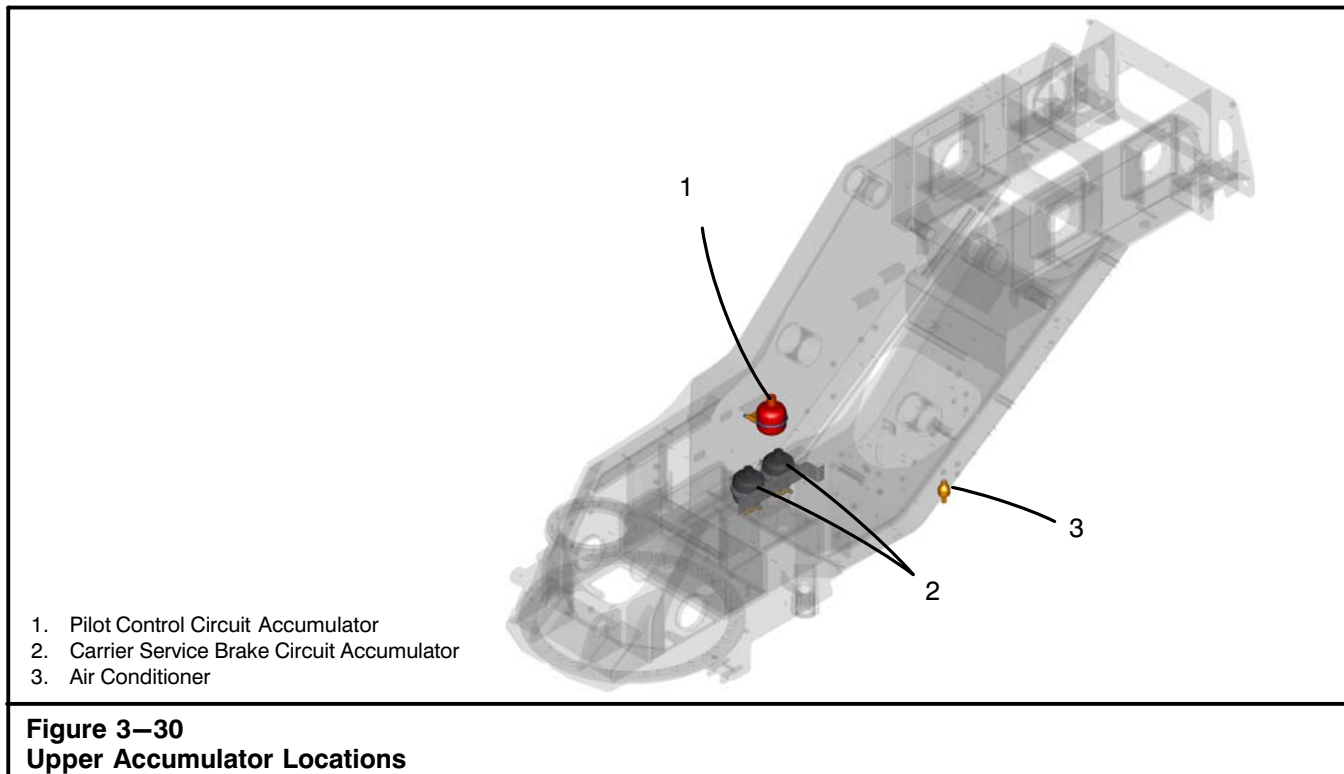 1
3
2
1. Pilot Control Circuit Accumulator
2. Carrier Service Brake Circuit Accumulator
3. Air Conditioner
Figure 3–30
Upper Accumulator Locations